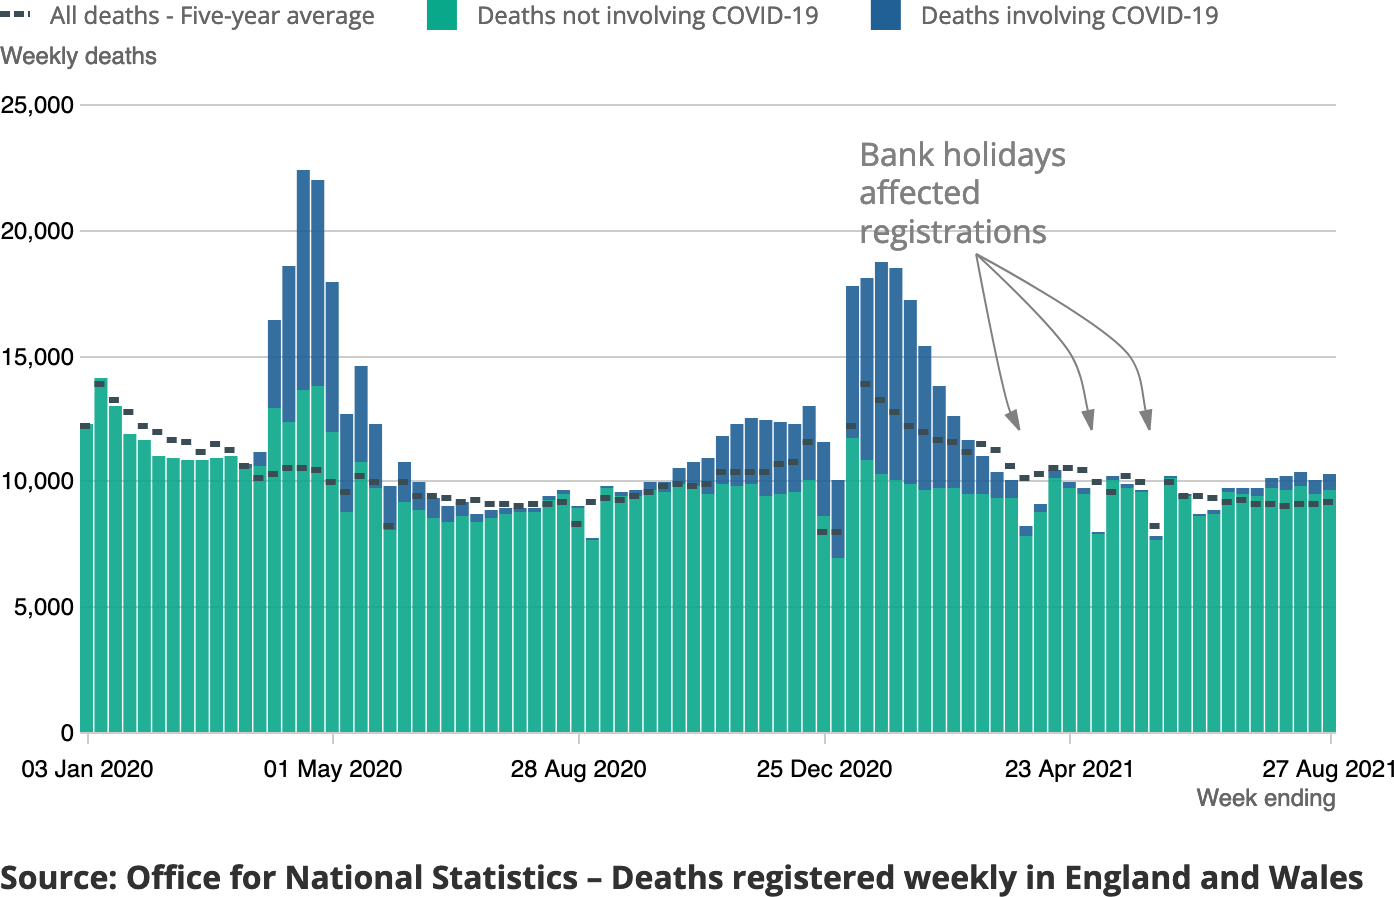 All deaths - Five-year average Deaths not involving COVID-19 Deaths involving COVID-19
Weekly deaths
25,000
Bank holidays
affected
registrations
20,000
15,000
10,000
5,000
0
03 Jan 2020 01 May 2020 28 Aug 2020 25 Dec 2020 23 Apr 2021 27 Aug 2021
Week ending
Source: Office for National Statistics – Deaths registered weekly in England and Wales